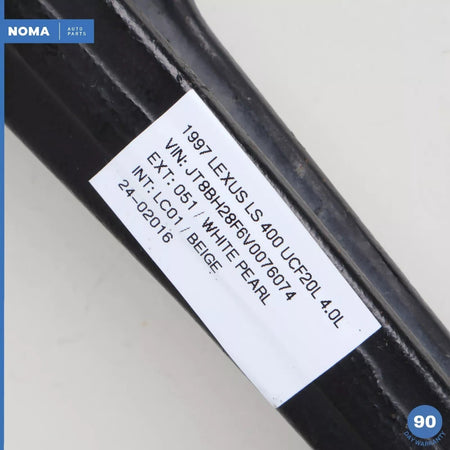 NOMA AUTO
PARTS
1997 LEXUS LS 400 UCF20L 4.0L
VIN: JT8BH28F6V0076074
EXT: 051 / WHITE PEARL
INT: LC01 / BEIGE
24-02016
90
DAY WARRANTY